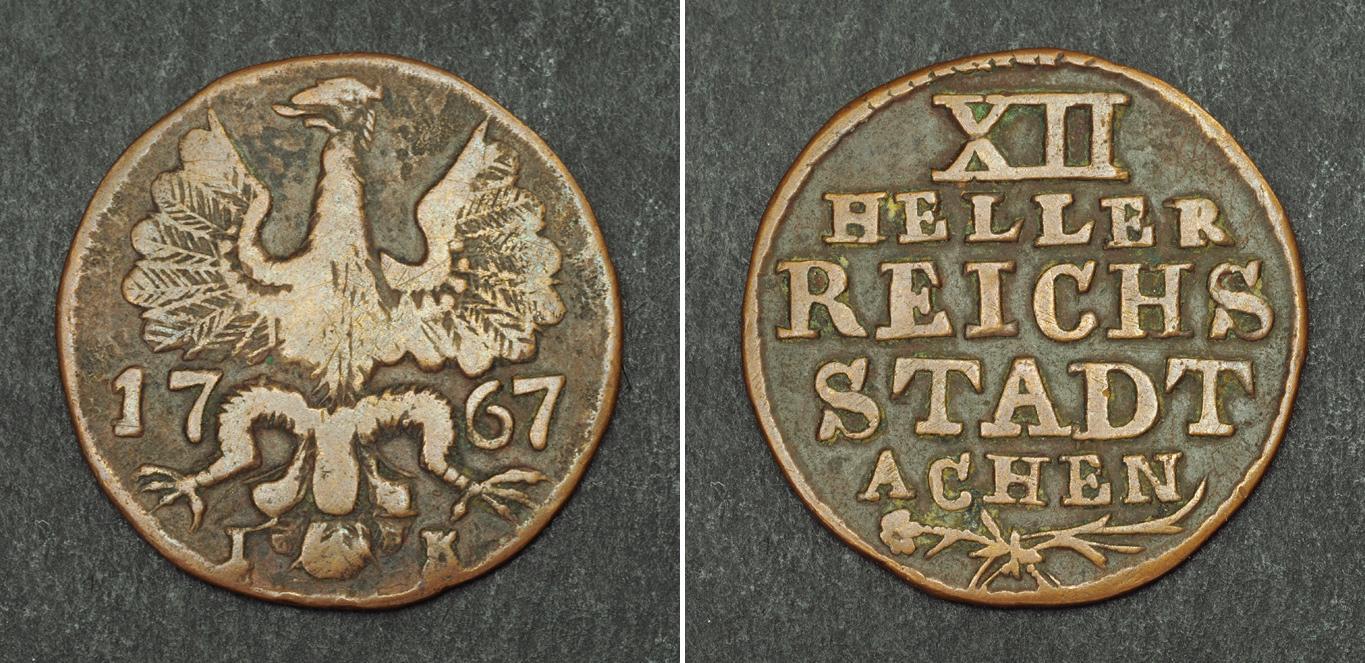 1767
I K
XII
HELLER
REICHS
STADT
ACHEN